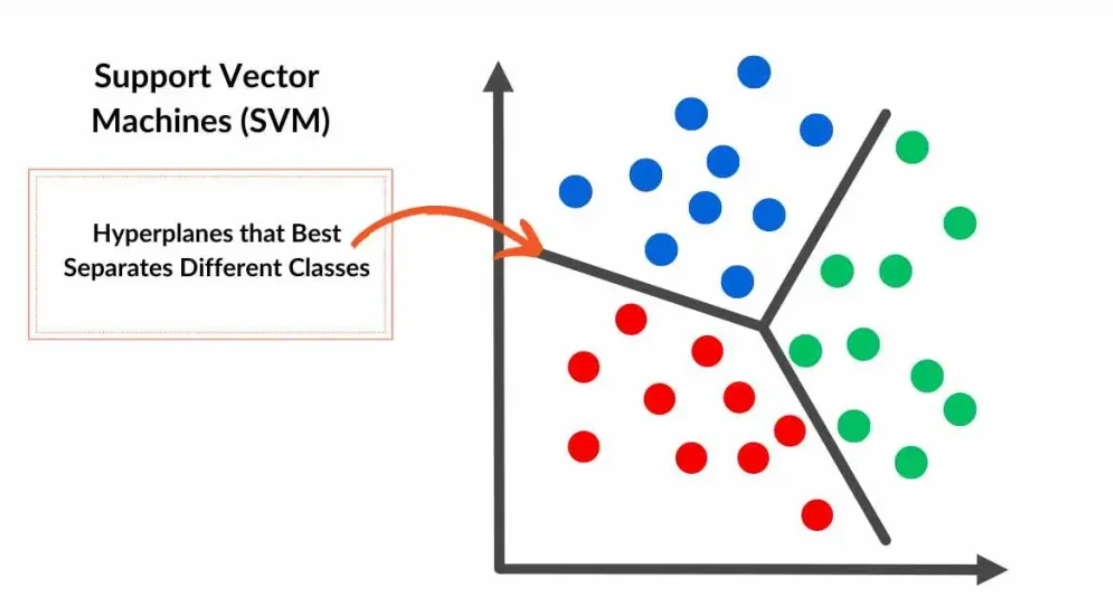 Support Vector
Machines (SVM)
Hyperplanes that Best
Separates Different Classes